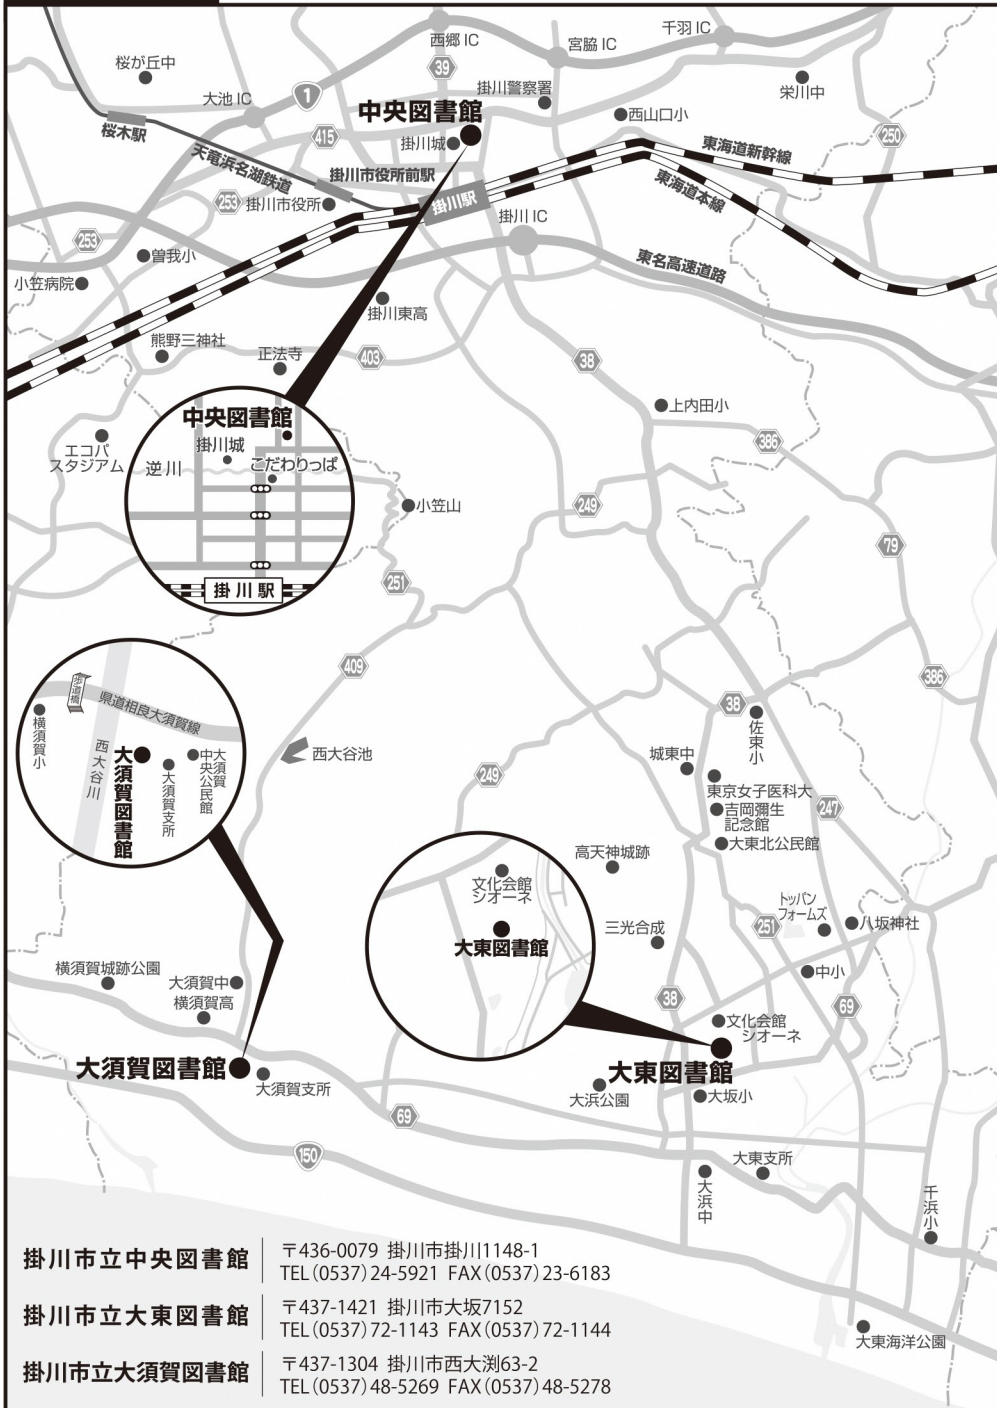 西郷 IC
宮脇 IC
千羽 IC
桜が丘中
39
大池 IC
1
掛川警察署
栄川中
中央図書館
西山口小
桜木駅
415
掛川城
250
天竜浜名湖鉄道
掛川市役所前駅
東海道新幹線
東海道本線
253
掛川市役所
掛川駅
掛川 IC
253
曽我小
小笠病院
東名高速道路
掛川東高
熊野三神社
正法寺
403
38
上内田小
386
エコパ
スタジアム
中央図書館
掛川城
逆川
こだわりっぱ
掛川駅
小笠山
249
79
251
409
386
歩道橋
県道相良大須賀線
横須賀小
西大谷川
大須賀図書館
大須賀支所
大須賀
中央公民館
西大谷池
38
佐束小
城東中
249
東京女子医科大
吉岡彌生
記念館
247
大東北公民館
高天神城跡
文化会館
シオーネ
大東図書館
トッパン
フォームズ
251
八坂神社
三光合成
中小
横須賀城跡公園
大須賀中
横須賀高
38
69
文化会館
シオーネ
大須賀図書館
大須賀支所
大東図書館
大浜公園
大坂小
69
150
大東支所
大浜中
千浜小
大東海洋公園
掛川市立中央図書館
〒436-0079 掛川市掛川1148-1
TEL(0537)24-5921 FAX(0537)23-6183
掛川市立大東図書館
〒437-1421 掛川市大坂7152
TEL(0537)72-1143 FAX(0537)72-1144
掛川市立大須賀図書館
〒437-1304 掛川市西大渕63-2
TEL(0537)48-5269 FAX(0537)48-5278